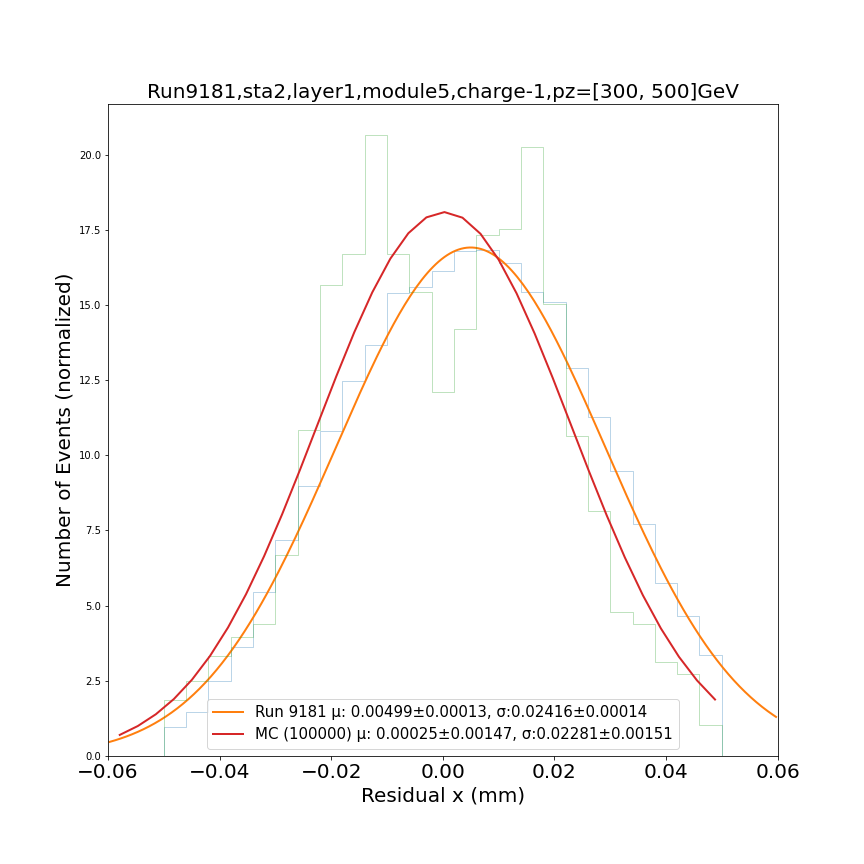 Run9181,sta2,layer1,module5,charge-1,pz=[300, 500]GeV
Number of Events (normalized)
20.0
17.5
15.0
12.5
10.0
7.5
5.0
2.5
0.0
Run 9181 μ: 0.00499±0.00013, σ:0.02416±0.00014
MC (100000) μ: 0.00025±0.00147, σ:0.02281±0.00151
−0.06 −0.04 −0.02 0.00 0.02 0.04 0.06
Residual x (mm)